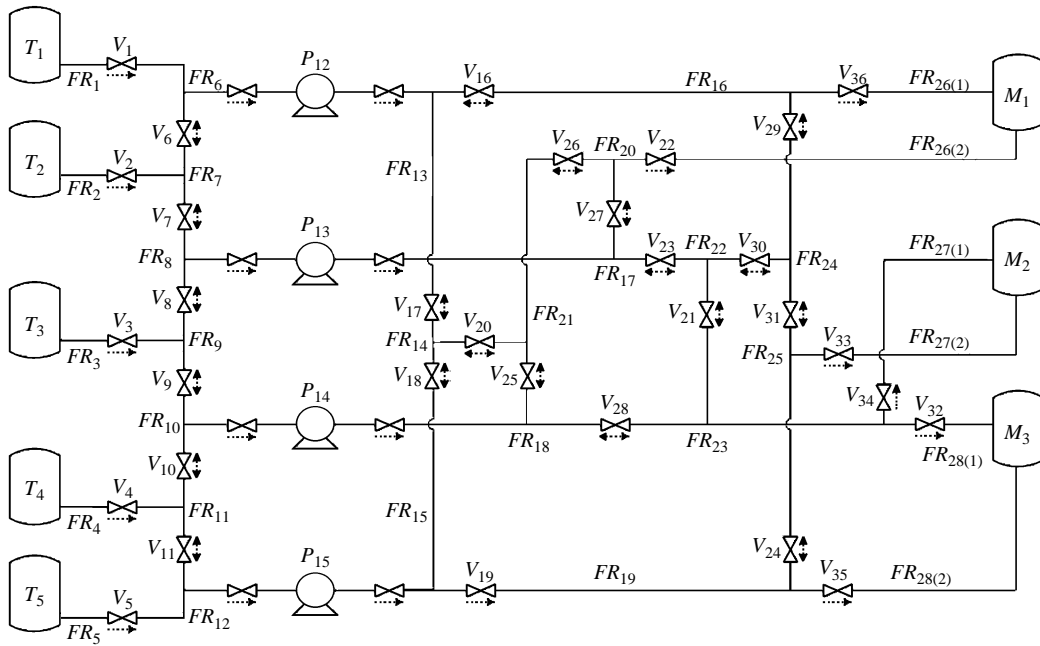 T1
V1
FR1
FR6
P12
V16
FR16
V36
FR26(1)
M1
V6
V29
T2
V2
FR2
FR7
FR13
V26
FR20
V22
FR26(2)
V7
V27
P13
FR8
FR17
V23
FR22
V30
FR24
FR27(1)
M2
V8
V17
FR21
V21
V31
T3
V3
FR3
FR9
FR14
V20
FR25
V33
FR27(2)
V9
V18
V25
V34
P14
FR10
FR18
V28
FR23
V32
FR28(1)
M3
V10
T4
V4
FR4
FR11
FR15
V11
V24
P15
T5
V5
FR5
FR12
V19
FR19
V35
FR28(2)